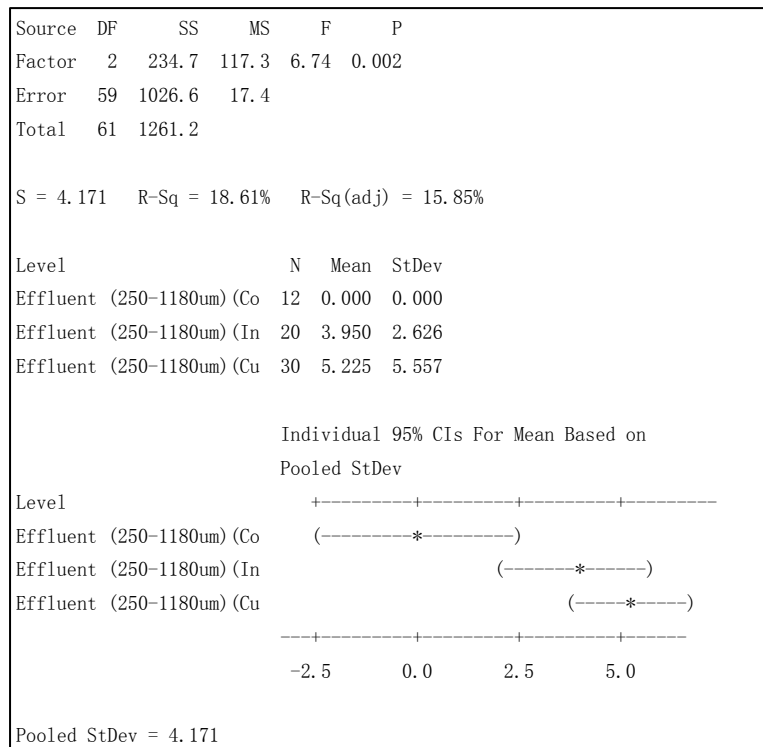 Source DF SS MS F P
Factor 2 234.7 117.3 6.74 0.002
Error 59 1026.6 17.4
Total 61 1261.2
S = 4.171 R-Sq = 18.61% R-Sq(adj) = 15.85%
Level N Mean StDev
Effluent (250-1180um)(Co 12 0.000 0.000
Effluent (250-1180um)(In 20 3.950 2.626
Effluent (250-1180um)(Cu 30 5.225 5.557
Individual 95% CIs For Mean Based on
Pooled StDev
Level +---------+---------+---------+---------
Effluent (250-1180um)(Co (---------*---------)
Effluent (250-1180um)(In (-------*------)
Effluent (250-1180um)(Cu (-----*-----)
---+---------+---------+---------+------
-2.5 0.0 2.5 5.0
Pooled StDev = 4.171